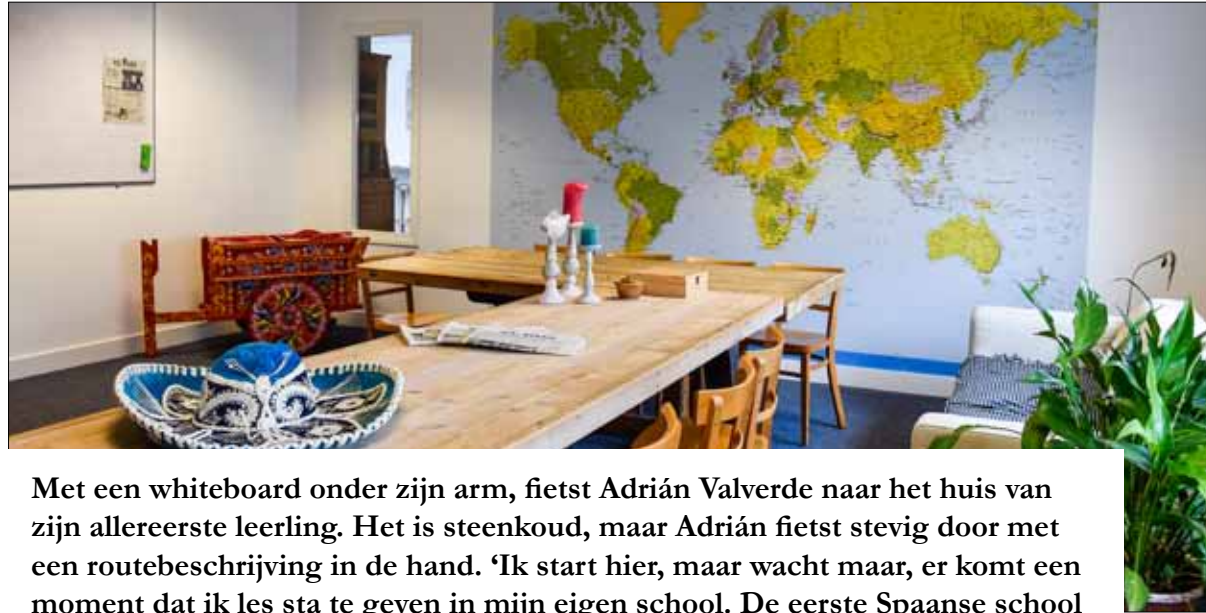 Met een whiteboard onder zijn arm, fietst Adrián Valverde naar het huis van
zijn allereerste leerling. Het is steenkoud, maar Adrián fietst stevig door met
een routebeschrijving in de hand. ‘Ik start hier, maar wacht maar, er komt een
moment dat ik les sta te geven in mijn eigen school. De eerste Spaanse school